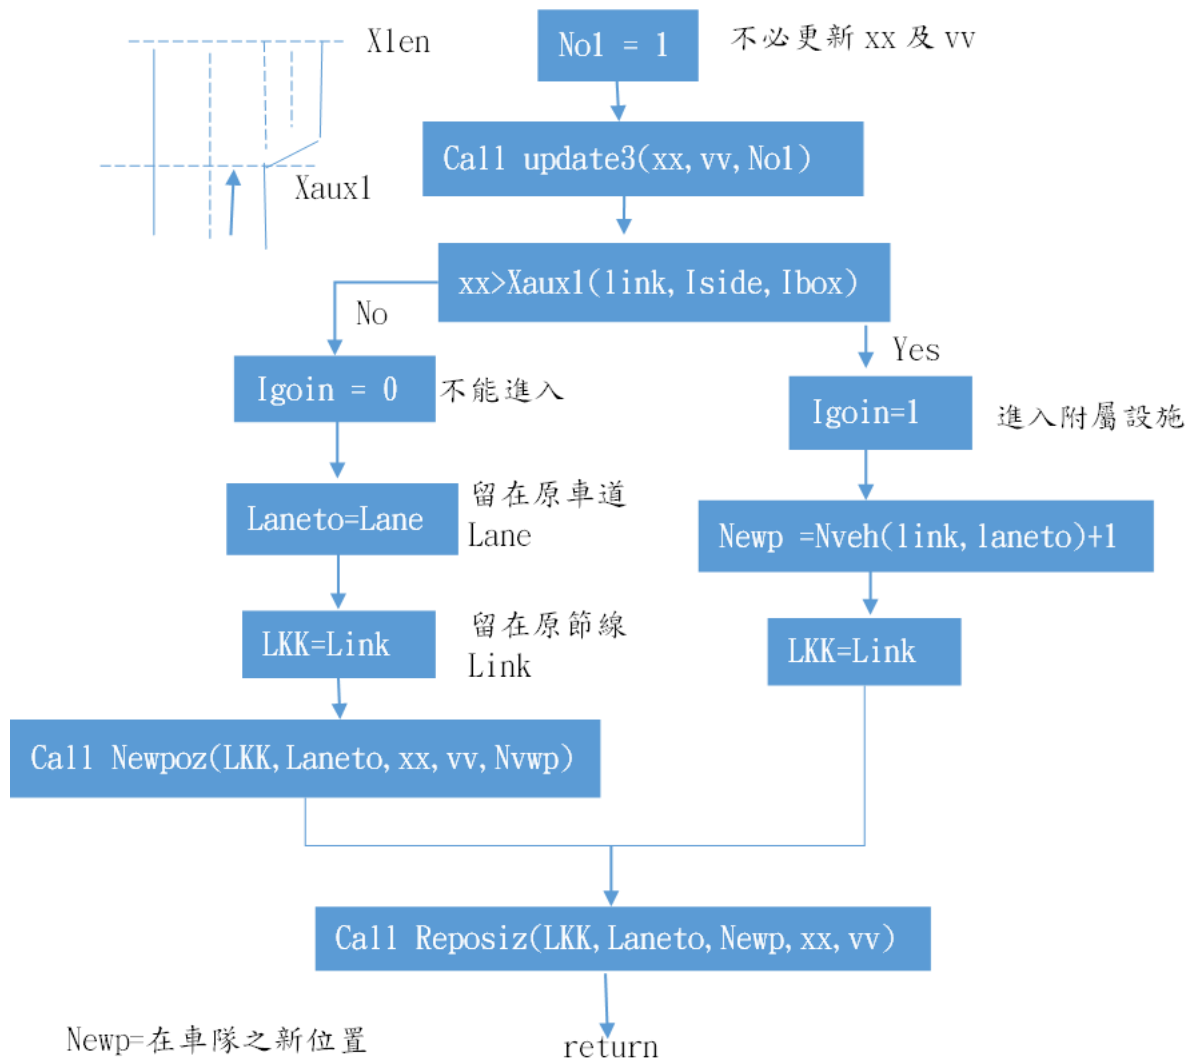 Xlen
Xaux1
No1 = 1
不必更新 xx 及 vv
Call update3(xx,vv,No1)
xx>Xaux1(link,Iside,Ibox)
No
Yes
Igoin = 0
不能進入
Igoin=1
進入附屬設施
Laneto=Lane
留在原車道
Lane
Newp =Nveh(link,laneto)+1
LKK=Link
留在原節線
Link
LKK=Link
Call Newpoz(LKK,Laneto,xx,vv,Nvwp)
Call Reposiz(LKK,Laneto,Newp,xx,vv)
Newp=在車隊之新位置
return